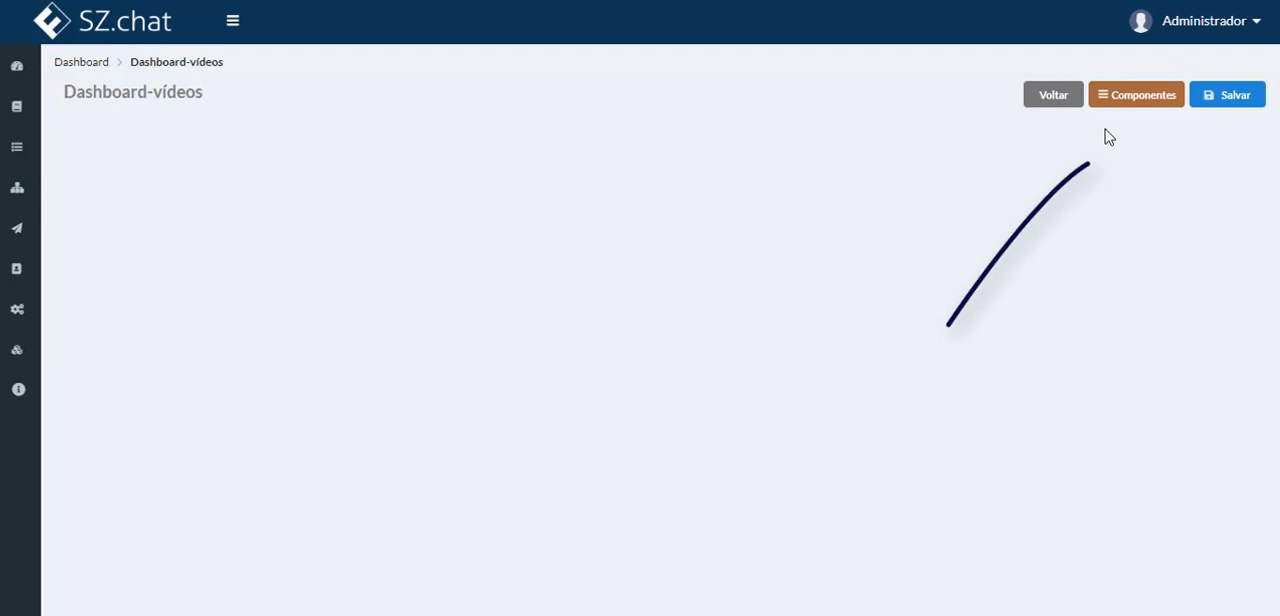 SZ.chat
Administrador
Dashboard > Dashboard-vídeos
Dashboard-vídeos
Voltar
Componentes
Salvar